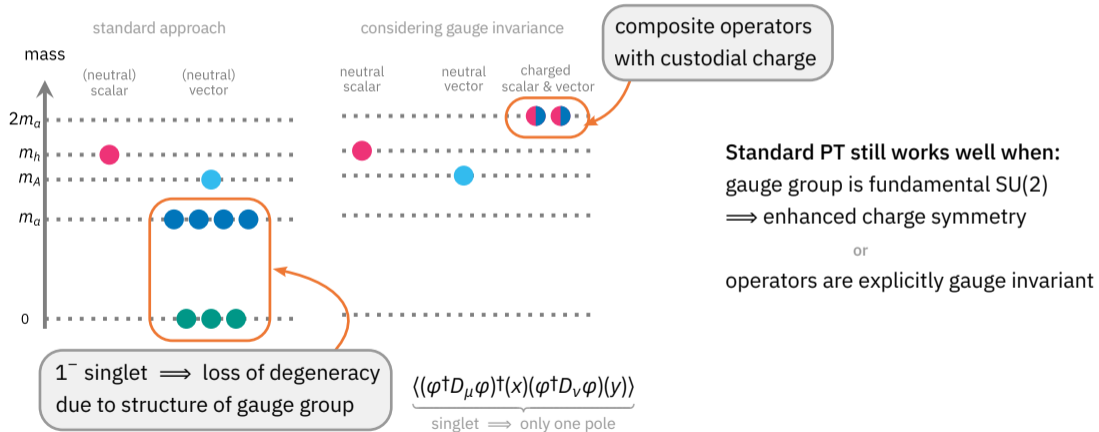 standard approach
considering gauge invariance
composite operators
with custodial charge
mass
(neutral)
scalar
(neutral)
vector
neutral
scalar
neutral
vector
charged
scalar & vector
2mₐ
mₕ
m_A
mₐ
0
Standard PT still works well when:
gauge group is fundamental SU(2)
⟹ enhanced charge symmetry
or
operators are explicitly gauge invariant
1⁻ singlet ⟹ loss of degeneracy
due to structure of gauge group
⟨(φ†D_μφ)†(x)(φ†D_νφ)(y)⟩
singlet ⟹ only one pole